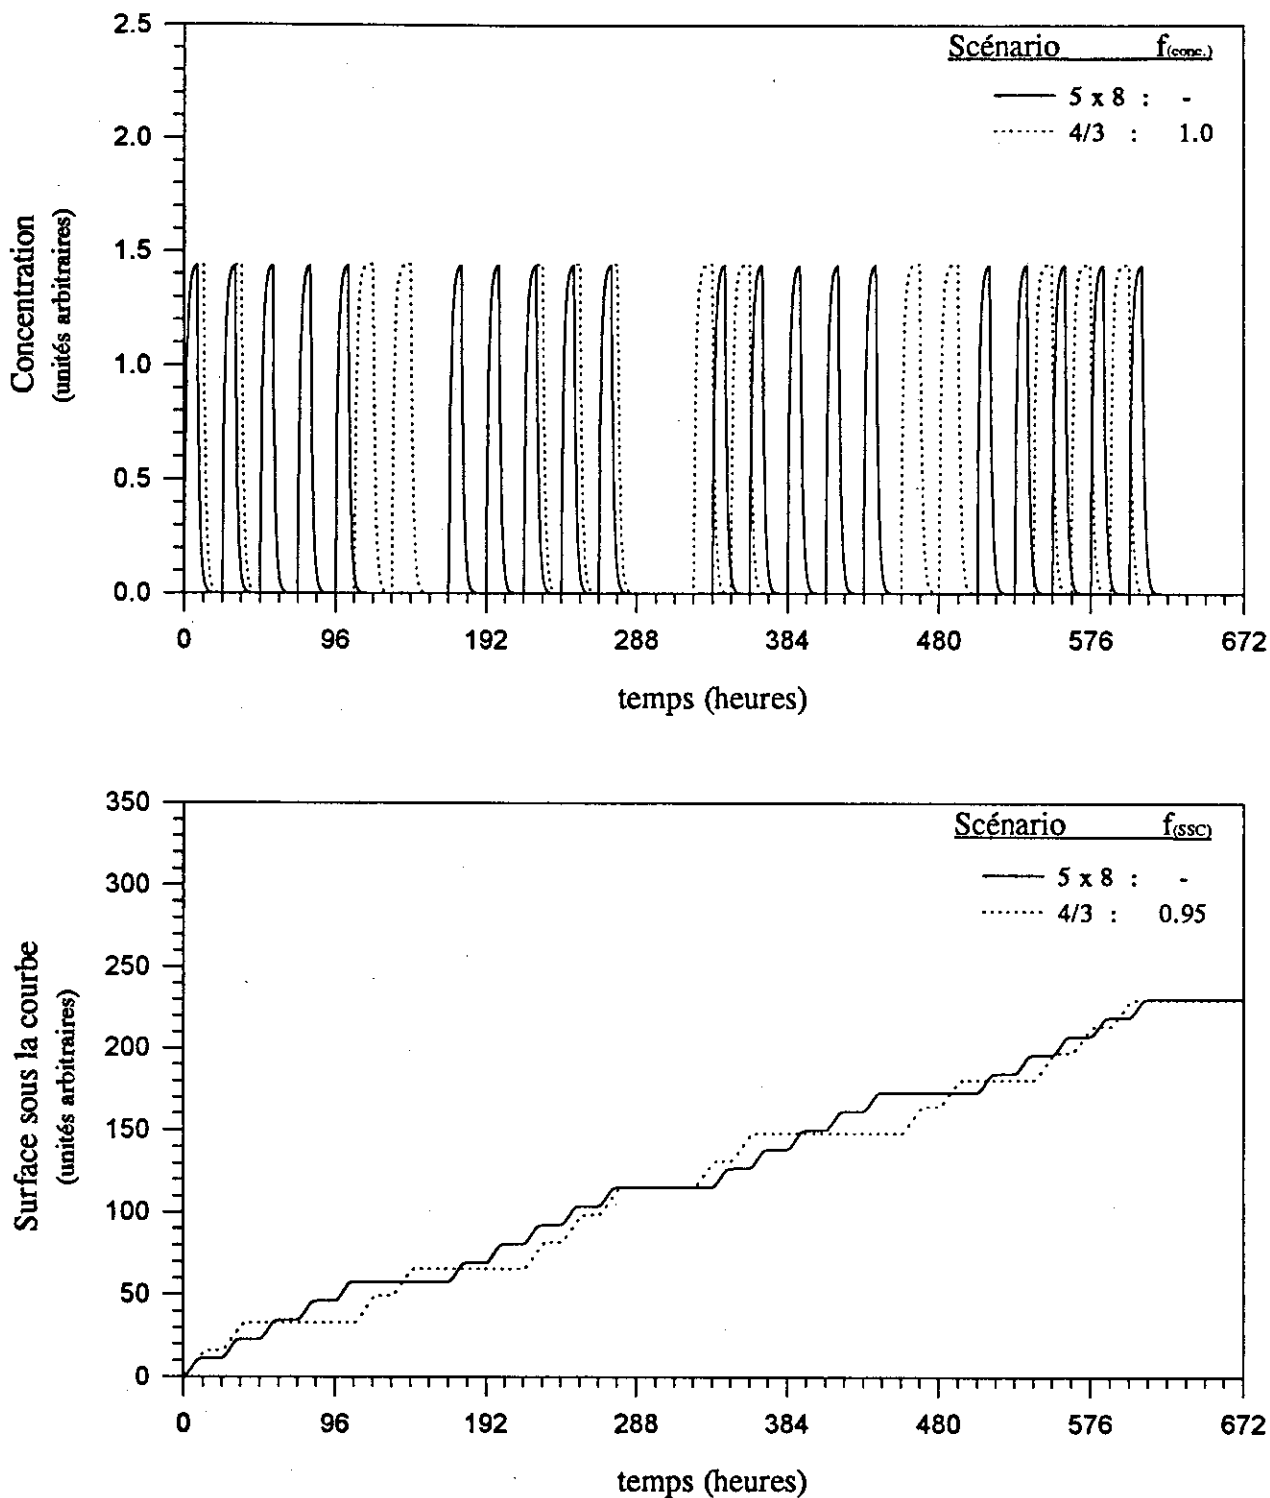 2.5
2.0
1.5
1.0
0.5
0.0
Concentration
(unités arbitraires)
Scénario f(conc.)
5 x 8 : -
4/3 : 1.0
0 96 192 288 384 480 576 672
temps (heures)
350
300
250
200
150
100
50
0
Surface sous la courbe
(unités arbitraires)
Scénario f(SSC)
5 x 8 : -
4/3 : 0.95
0 96 192 288 384 480 576 672
temps (heures)